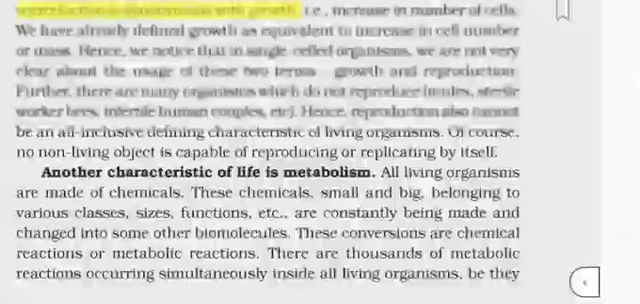 reproduction is synonymous with growth, i.e., increase in number of cells.
We have already defined growth as equivalent to increase in cell number
or mass. Hence, we notice that in single-celled organisms, we are not very
clear about the usage of these two terms – growth and reproduction.
Further, there are many organisms which do not reproduce (mules, sterile
worker bees, infertile human couples, etc). Hence, reproduction also cannot
be an all-inclusive defining characteristic of living organisms. Of course,
no non-living object is capable of reproducing or replicating by itself.
Another characteristic of life is metabolism. All living organisms
are made of chemicals. These chemicals, small and big, belonging to
various classes, sizes, functions, etc., are constantly being made and
changed into some other biomolecules. These conversions are chemical
reactions or metabolic reactions. There are thousands of metabolic
reactions occurring simultaneously inside all living organisms, be they